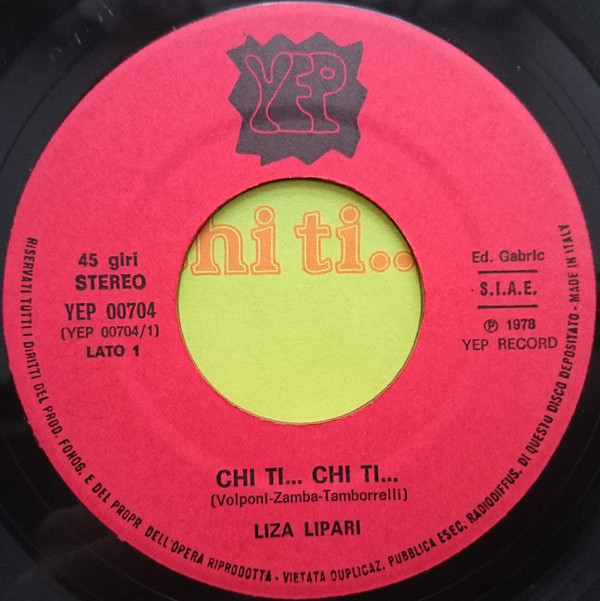 YEP
hi ti..
45 giri
STEREO
YEP 00704
(YEP 00704/1)
LATO 1
Ed. Gabric
S.I.A.E.
℗ 1978
YEP RECORD
CHI TI... CHI TI...
(Volponi-Zamba-Tamborrelli)
LIZA LIPARI
RISERVATI TUTTI I DIRITTI DEL PROD. FONOG. E DEL PROPR DELL'OPERA RIPRODOTTA - VIETATA DUPLICAZ. PUBBLICA ESEC. RADIODIFFUS. DI QUESTO DISCO DEPOSITATO - MADE IN ITALY